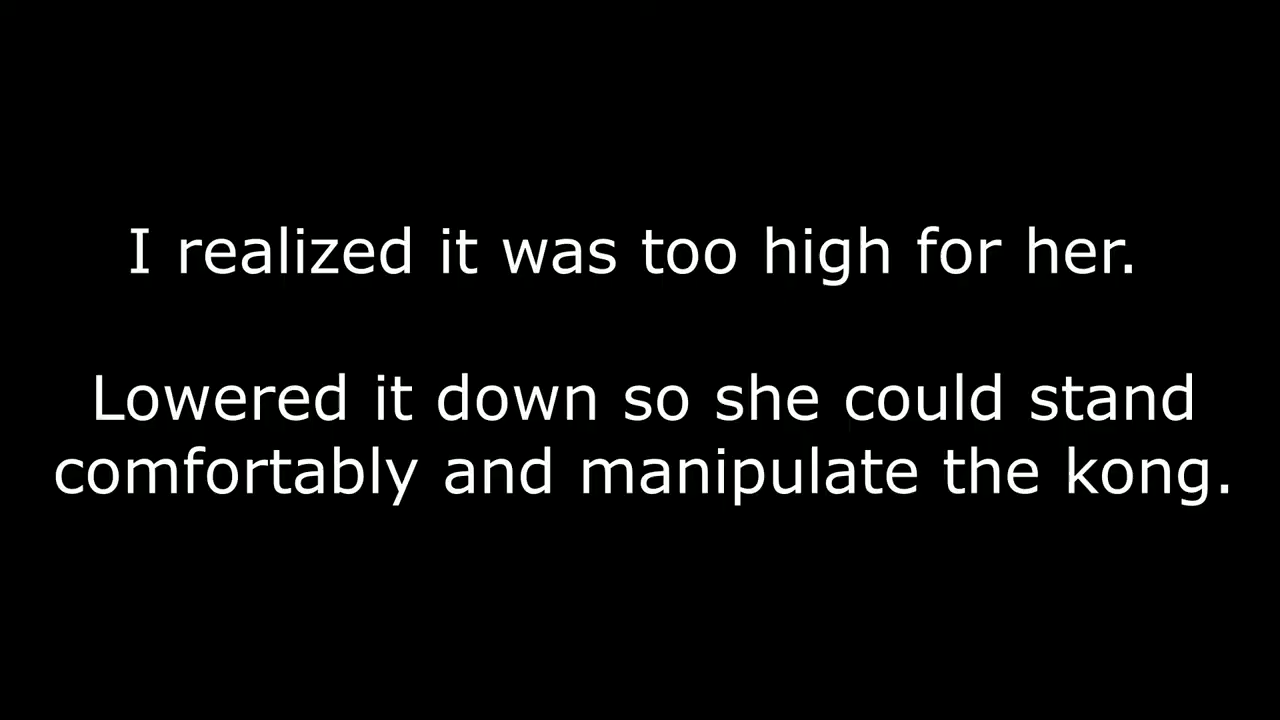 I realized it was too high for her.
Lowered it down so she could stand
comfortably and manipulate the kong.